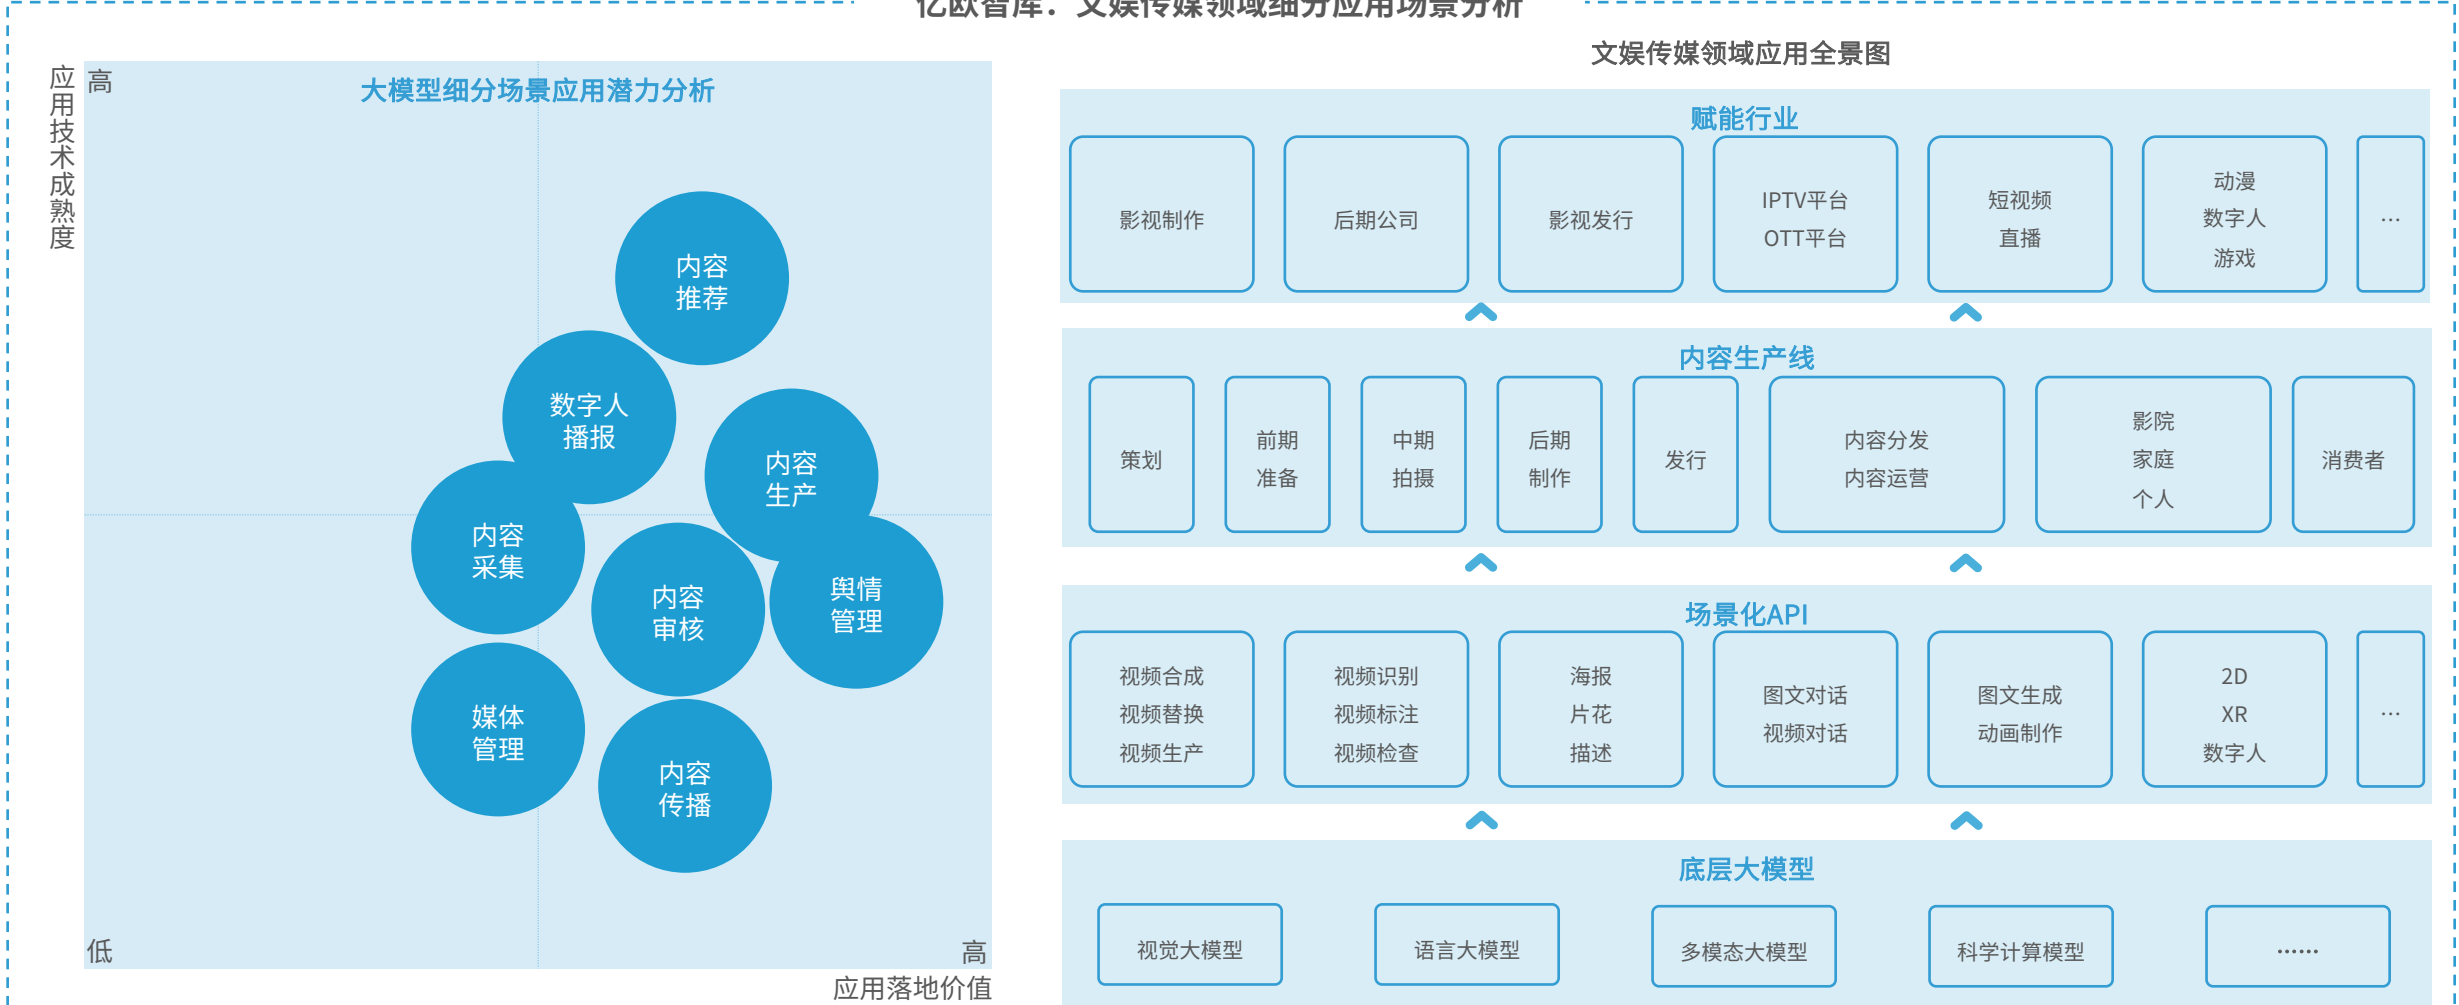 亿欧智库：文娱传媒领域细分应用场景分析
应用技术成熟度
高
大模型细分场景应用潜力分析
内容
推荐
数字人
播报
内容
生产
内容
采集
内容
审核
舆情
管理
媒体
管理
内容
传播
低
高
应用落地价值
文娱传媒领域应用全景图
赋能行业
影视制作
后期公司
影视发行
IPTV平台
OTT平台
短视频
直播
动漫
数字人
游戏
...
内容生产线
策划
前期
准备
中期
拍摄
后期
制作
发行
内容分发
内容运营
影院
家庭
个人
消费者
场景化API
视频合成
视频替换
视频生产
视频识别
视频标注
视频检查
海报
片花
描述
图文对话
视频对话
图文生成
动画制作
2D
XR
数字人
...
底层大模型
视觉大模型
语言大模型
多模态大模型
科学计算模型
......